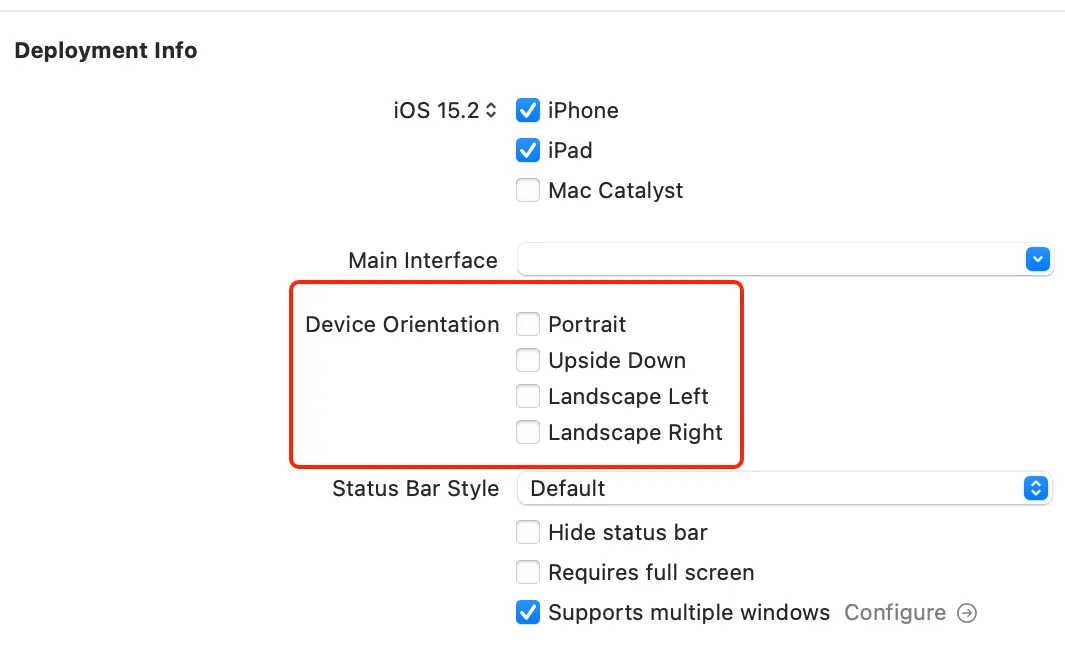 Deployment Info
iOS 15.2 iPhone
iPad
Mac Catalyst
Main Interface
Device Orientation Portrait
Upside Down
Landscape Left
Landscape Right
Status Bar Style Default
Hide status bar
Requires full screen
Supports multiple windows Configure